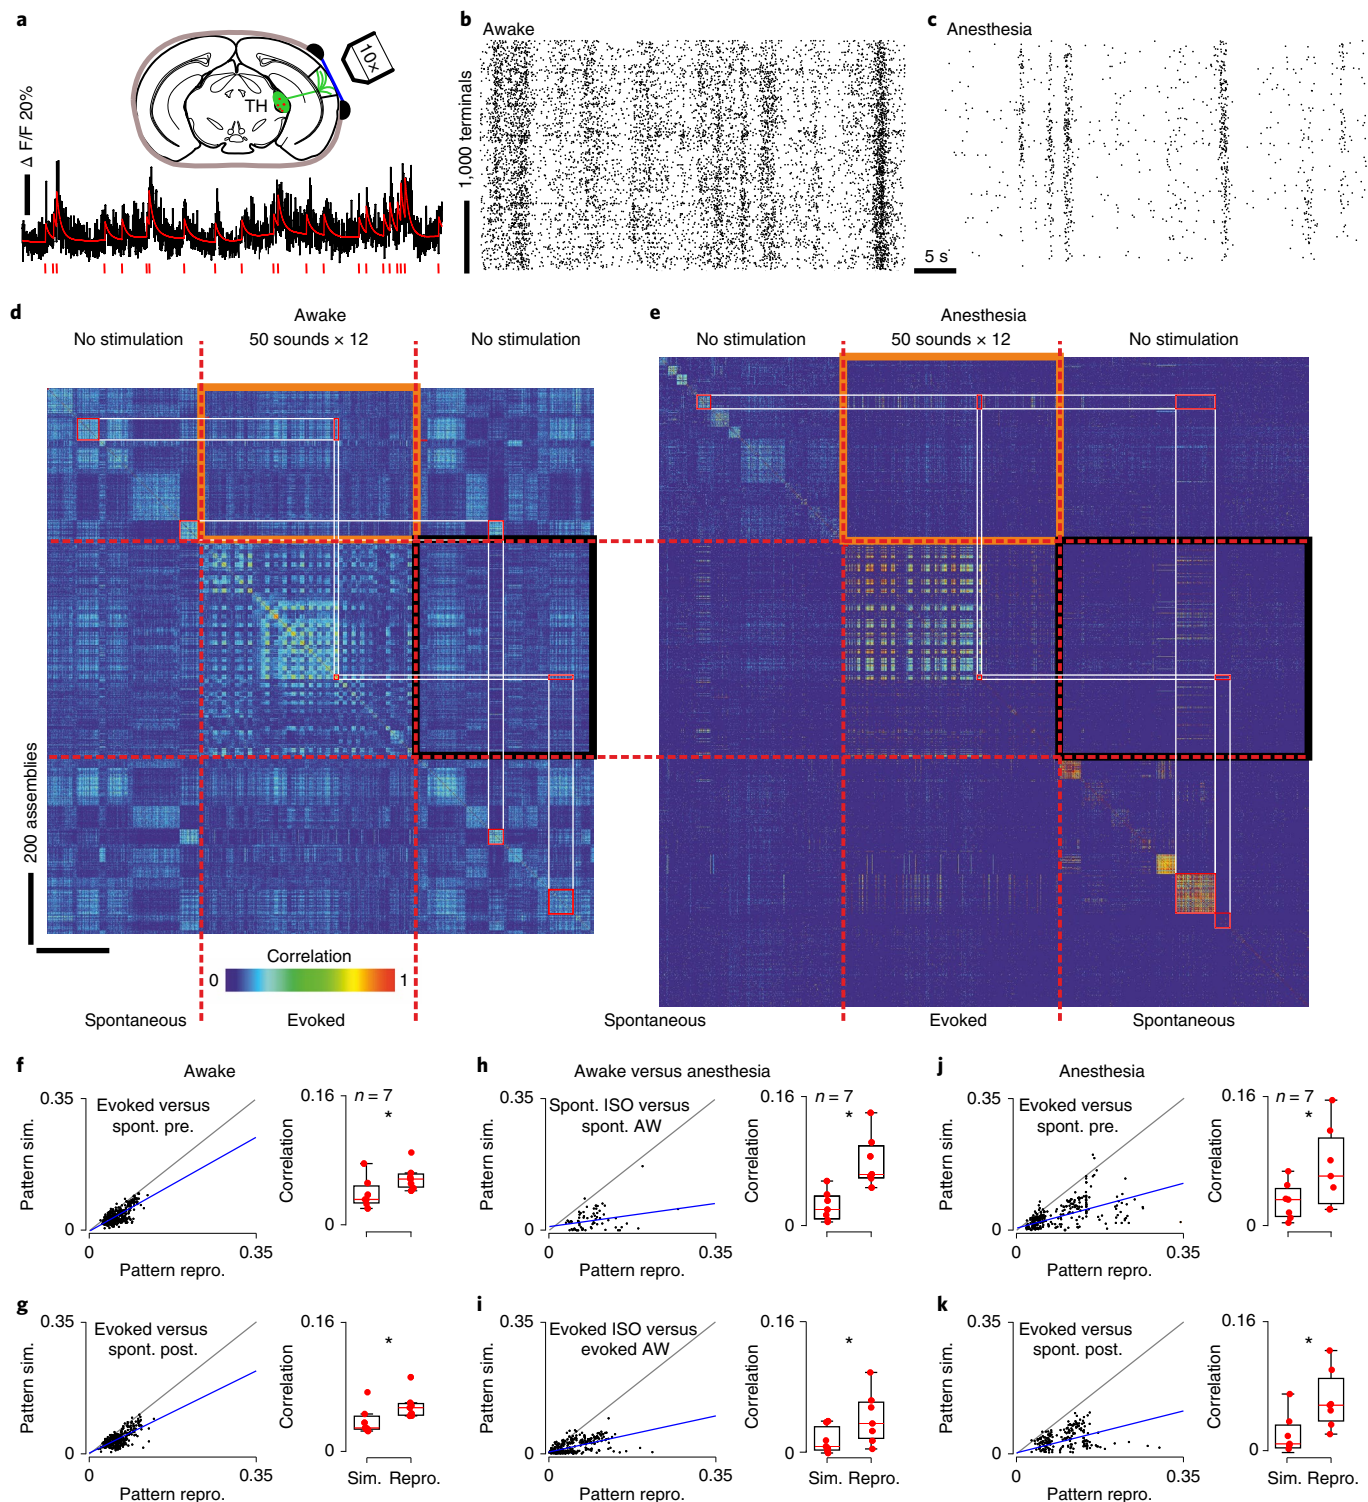 a
10×
TH
Δ F/F 20%
b
Awake
1,000 terminals
c
Anesthesia
5 s
d
Awake
No stimulation
50 sounds × 12
No stimulation
200 assemblies
Correlation
0
1
Spontaneous
Evoked
e
Anesthesia
No stimulation
50 sounds × 12
No stimulation
Spontaneous
Evoked
Spontaneous
f
Awake
0.35
Evoked versus
spont. pre.
Pattern sim.
0
0
0.35
Pattern repro.
0.16
n = 7
*
Correlation
0
h
Awake versus anesthesia
0.35
Spont. ISO versus
spont. AW
Pattern sim.
0
0
0.35
Pattern repro.
0.16
n = 7
*
Correlation
0
j
Anesthesia
0.35
Evoked versus
spont. pre.
Pattern sim.
0
0
0.35
Pattern repro.
0.16
n = 7
*
Correlation
0
g
0.35
Evoked versus
spont. post.
Pattern sim.
0
0
0.35
Pattern repro.
0.16
*
Correlation
0
Sim. Repro.
i
0.35
Evoked ISO versus
evoked AW
Pattern sim.
0
0
0.35
Pattern repro.
0.16
*
Correlation
0
Sim. Repro.
k
0.35
Evoked versus
spont. post.
Pattern sim.
0
0
0.35
Pattern repro.
0.16
*
Correlation
0
Sim. Repro.